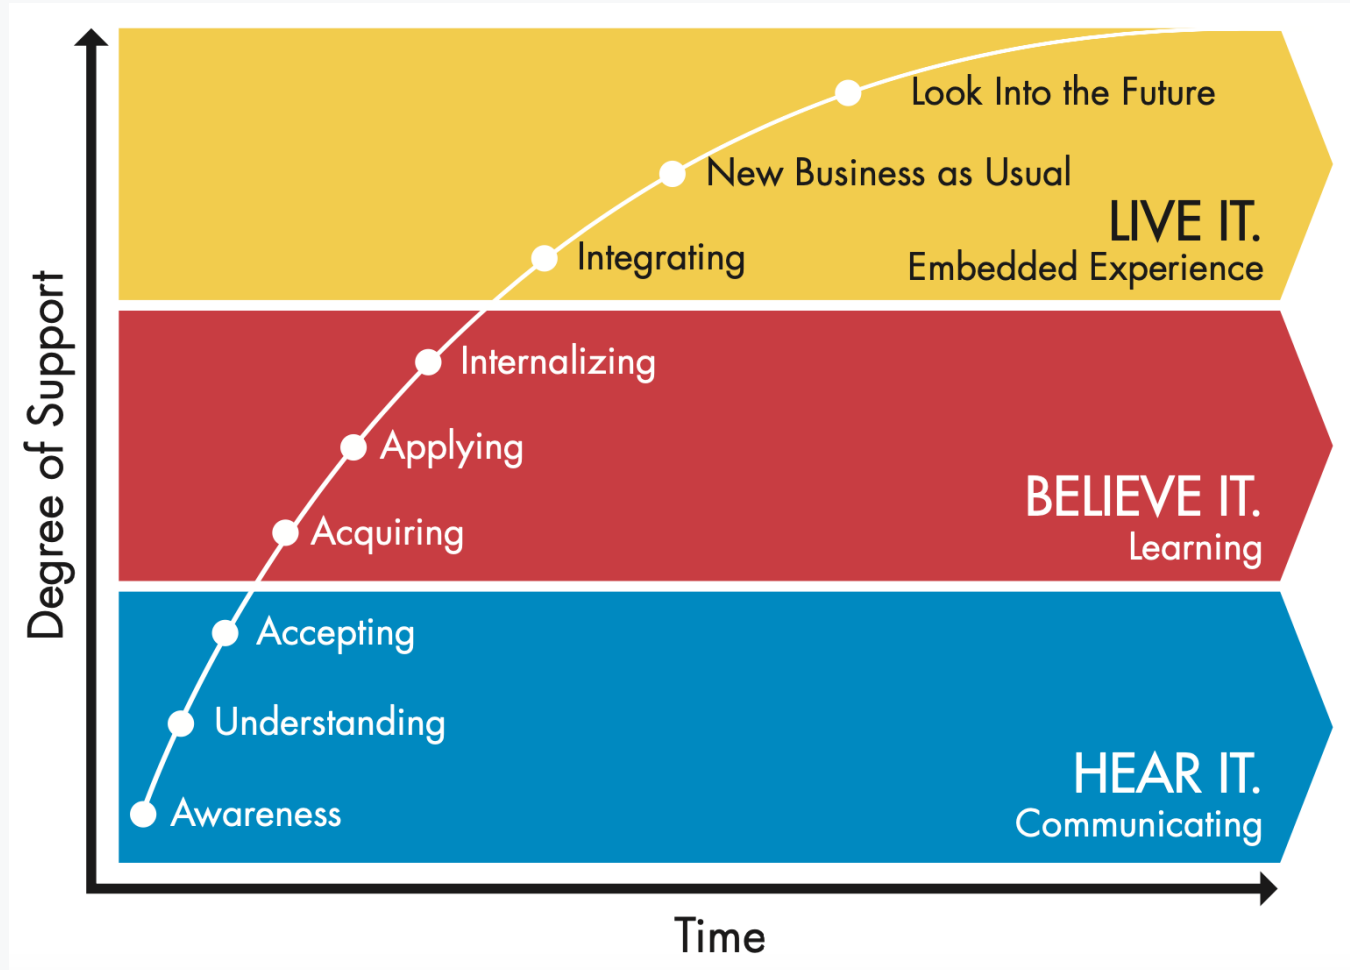 Look Into the Future
New Business as Usual
LIVE IT.
Integrating
Embedded Experience
Internalizing
Applying
BELIEVE IT.
Acquiring
Learning
Accepting
Understanding
HEAR IT.
Awareness
Communicating
Degree of Support
Time